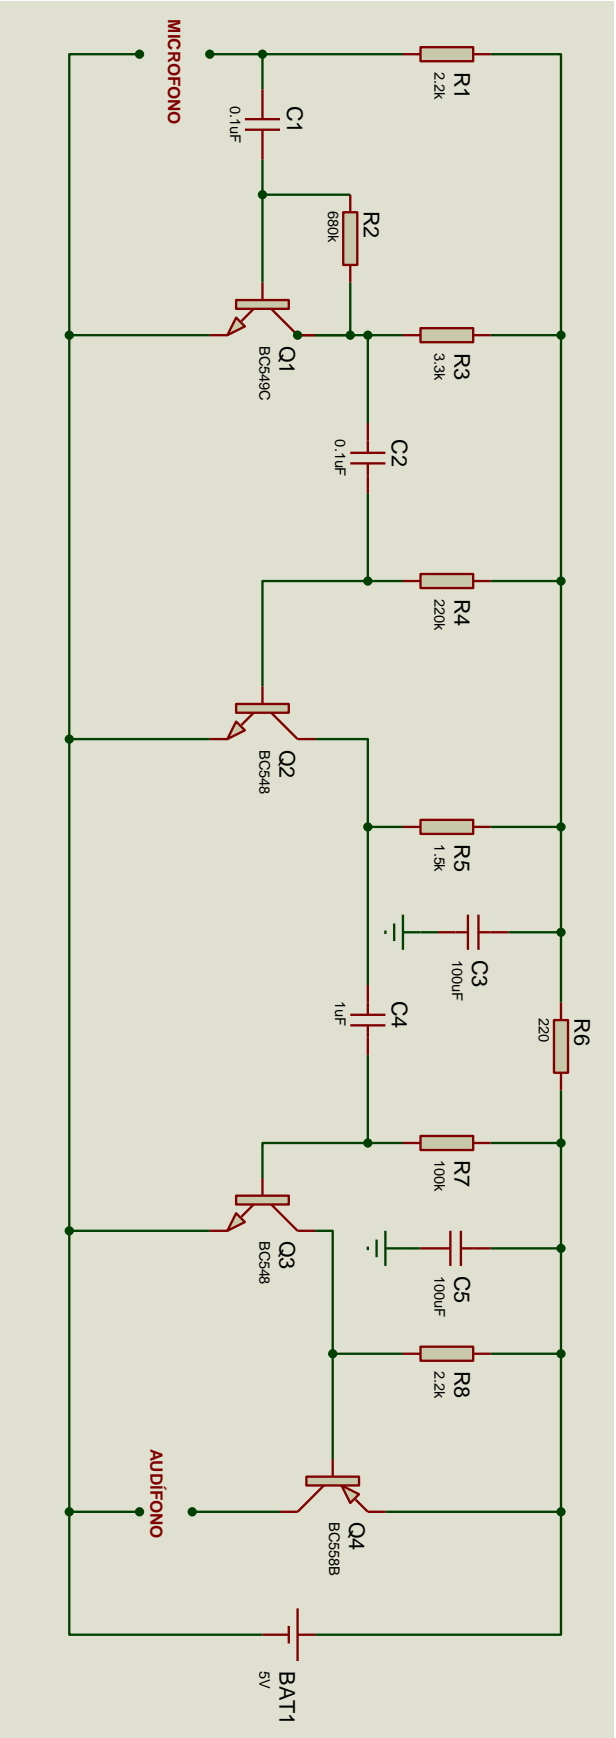 MICROFONO
R1
2.2k
C1
0.1uF
R2
680k
Q1
BC549C
R3
3.3k
C2
0.1uF
R4
220k
Q2
BC548
R5
1.5k
C3
100uF
C4
1uF
R6
220
R7
100k
Q3
BC548
C5
100uF
R8
2.2k
AUDÍFONO
Q4
BC558B
BAT1
5V